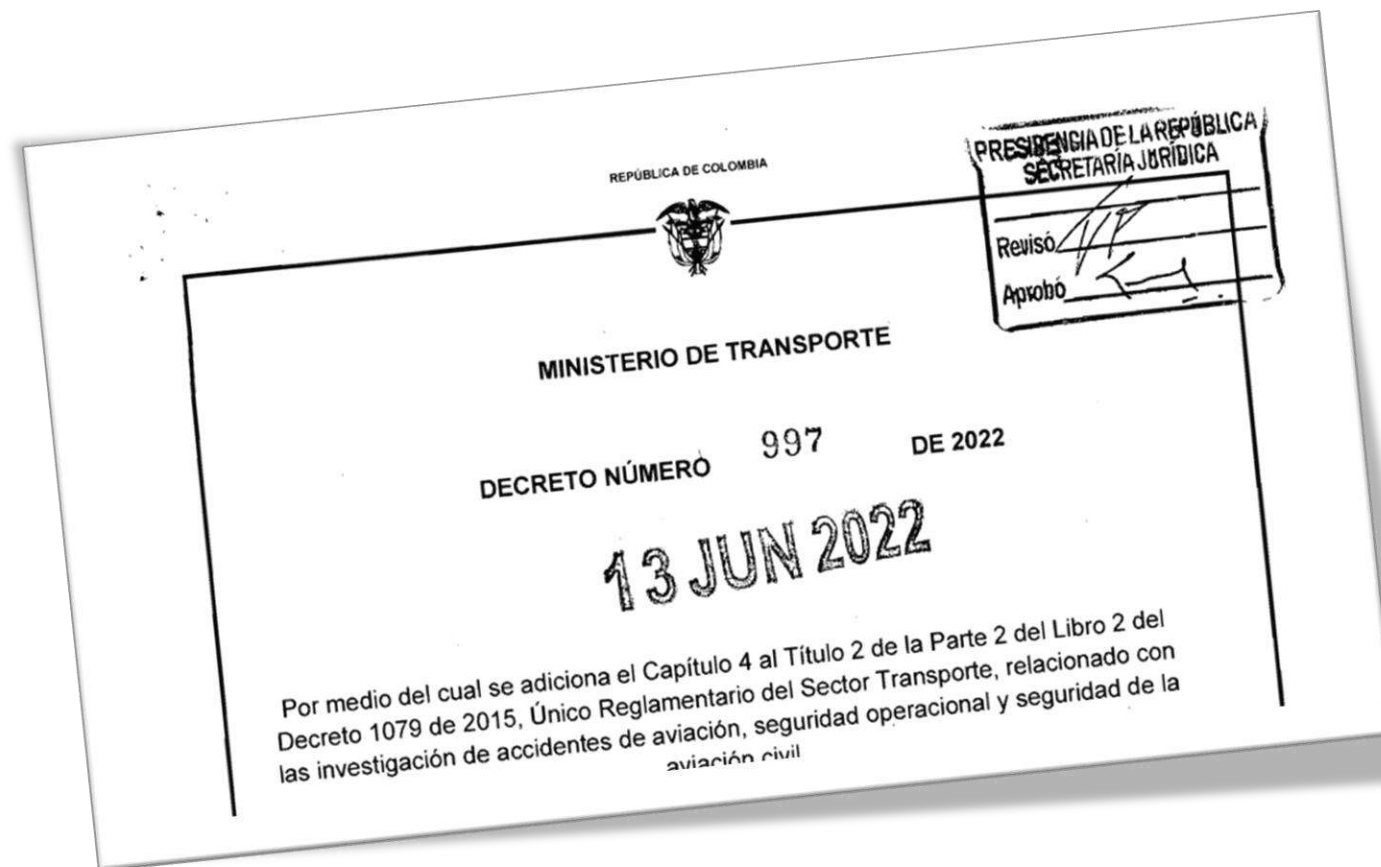 REPÚBLICA DE COLOMBIA
PRESIDENCIA DE LA REPÚBLICA
SECRETARÍA JURÍDICA
Revisó
Aprobó
MINISTERIO DE TRANSPORTE
DECRETO NÚMERO 997 DE 2022
13 JUN 2022
Por medio del cual se adiciona el Capítulo 4 al Título 2 de la Parte 2 del Libro 2 del
Decreto 1079 de 2015, Único Reglamentario del Sector Transporte, relacionado con
las investigación de accidentes de aviación, seguridad operacional y seguridad de la
aviación civil